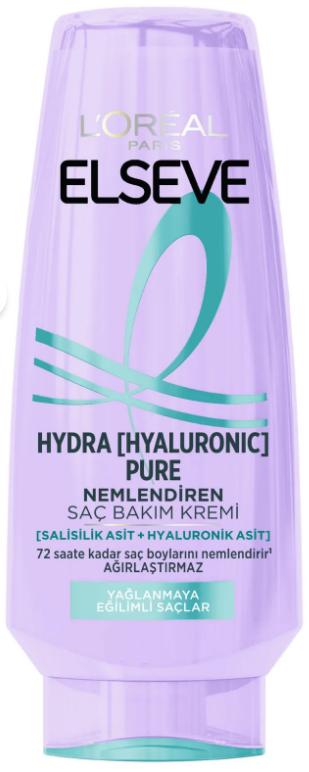 L'ORÉAL
PARIS
ELSEVE
HYDRA [HYALURONIC]
PURE
NEMLENDİREN
SAÇ BAKIM KREMİ
[SALİSİLİK ASİT + HYALURONİK ASİT]
72 saate kadar saç boylarını nemlendirir¹
AĞIRLAŞTIRMAZ
YAĞLANMAYA
EĞİLİMLİ SAÇLAR